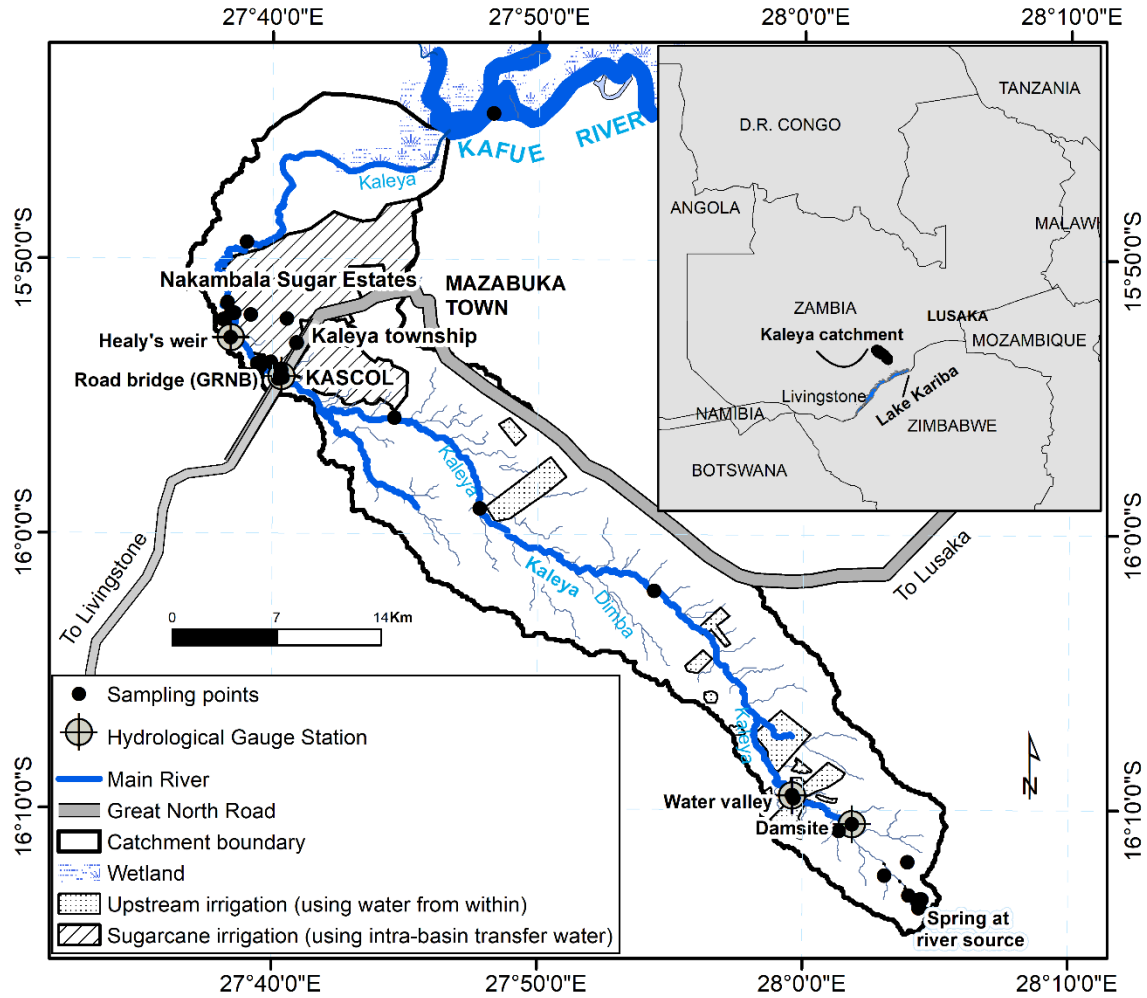 27°40'0"E
27°50'0"E
28°0'0"E
28°10'0"E
15°50'0"S
16°0'0"S
16°10'0"S
KAFUE
RIVER
Kaleya
Nakambala Sugar Estates
MAZABUKA
TOWN
Healy's weir
Kaleya township
Road bridge (GRNB)
KASCOL
Kaleya
Kaleya
Dimba
Kaleya
To Livingstone
To Lusaka
0 7 14Km
Water valley
Damsite
Spring at
river source
N
TANZANIA
D.R. CONGO
ANGOLA
MALAWI
ZAMBIA
LUSAKA
Kaleya catchment
MOZAMBIQUE
Livingstone
Lake Kariba
NAMIBIA
ZIMBABWE
BOTSWANA
15°50'0"S
16°0'0"S
16°10'0"S
Sampling points
Hydrological Gauge Station
Main River
Great North Road
Catchment boundary
Wetland
Upstream irrigation (using water from within)
Sugarcane irrigation (using intra-basin transfer water)
27°40'0"E
27°50'0"E
28°0'0"E
28°10'0"E